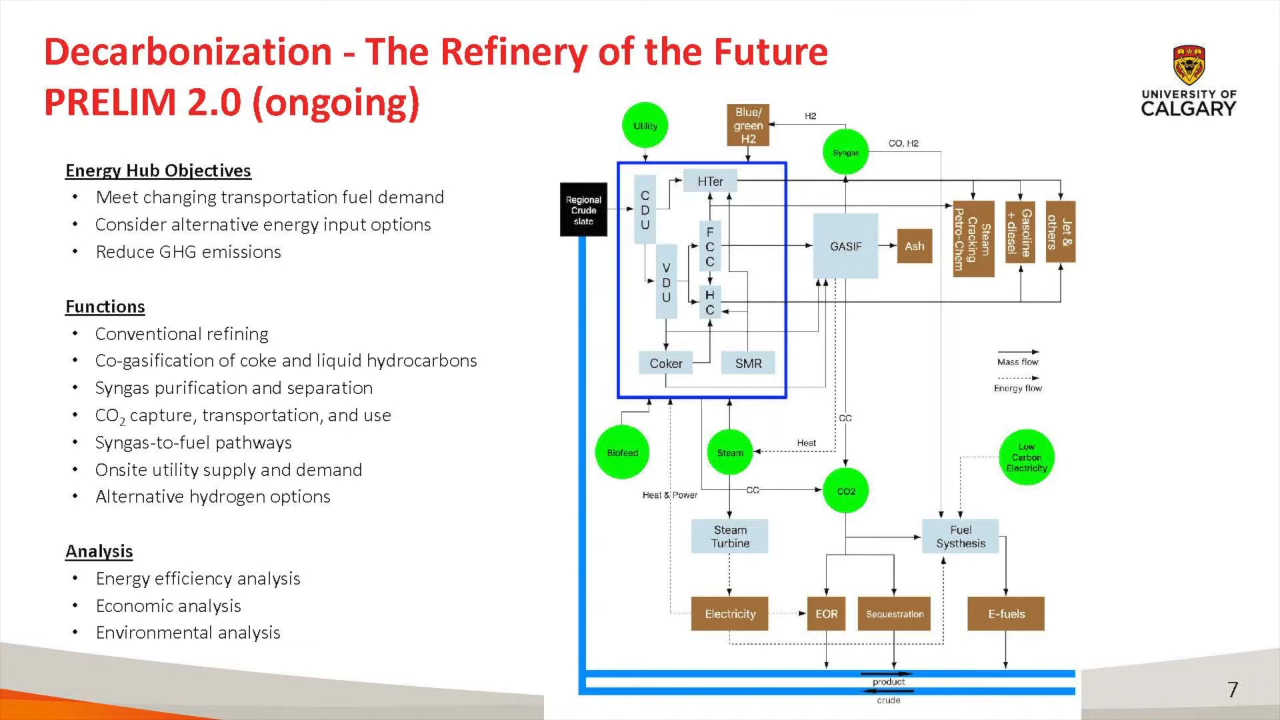 Decarbonization - The Refinery of the Future
PRELIM 2.0 (ongoing)
UNIVERSITY OF
CALGARY
Energy Hub Objectives
• Meet changing transportation fuel demand
• Consider alternative energy input options
• Reduce GHG emissions
Functions
• Conventional refining
• Co-gasification of coke and liquid hydrocarbons
• Syngas purification and separation
• CO₂ capture, transportation, and use
• Syngas-to-fuel pathways
• Onsite utility supply and demand
• Alternative hydrogen options
Analysis
• Energy efficiency analysis
• Economic analysis
• Environmental analysis
Utility
Blue/
green
H2
H2
Syngas
CO, H2
Regional
Crude
slate
CDU
HTer
FCC
VDU
HC
Coker
SMR
GASIF
Ash
Steam
Cracking
Petro-Chem
Gasoline
+ diesel
Jet &
others
Mass flow
Energy flow
Biofeed
Steam
Heat
CC
Low
Carbon
Electricity
Heat & Power
CC
CO2
Steam
Turbine
Fuel
Systhesis
Electricity
EOR
Sequestration
E-fuels
product
crude
7